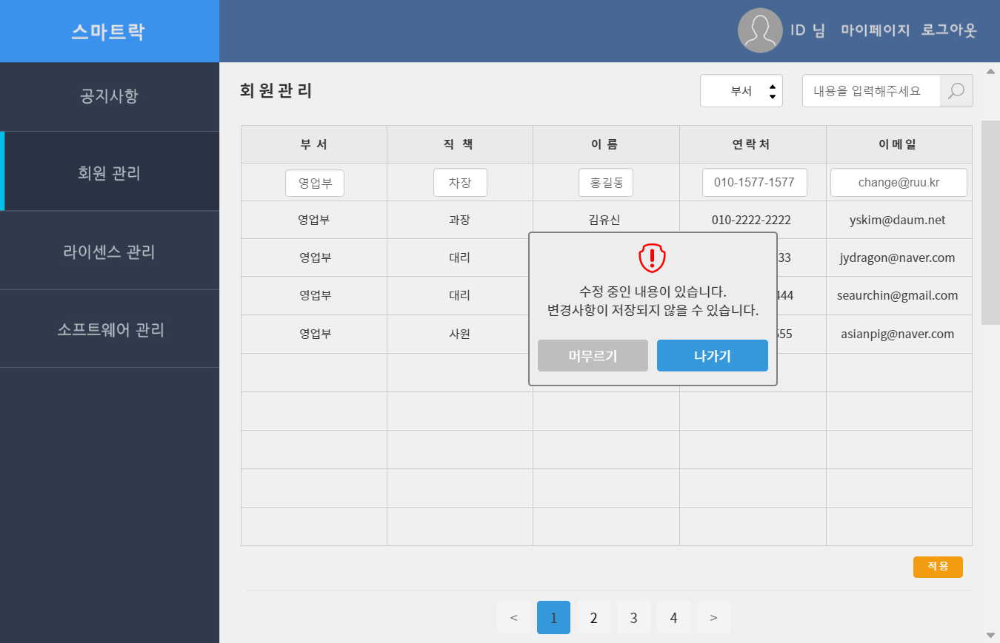 스마트락
ID 님 마이페이지 로그아웃
공지사항
회원 관리
라이센스 관리
소프트웨어 관리
회원관리
부서
내용을 입력해주세요
부 서 직 책 이 름 연락처 이메일
영업부 차장 홍길동 010-1577-1577 change@ruu.kr
영업부 과장 김유신 010-2222-2222 yskim@daum.net
영업부 대리 33 jydragon@naver.com
영업부 대리 444 seaurchin@gmail.com
영업부 사원 555 asianpig@naver.com
수정 중인 내용이 있습니다.
변경사항이 저장되지 않을 수 있습니다.
머무르기 나가기
적용
< 1 2 3 4 >